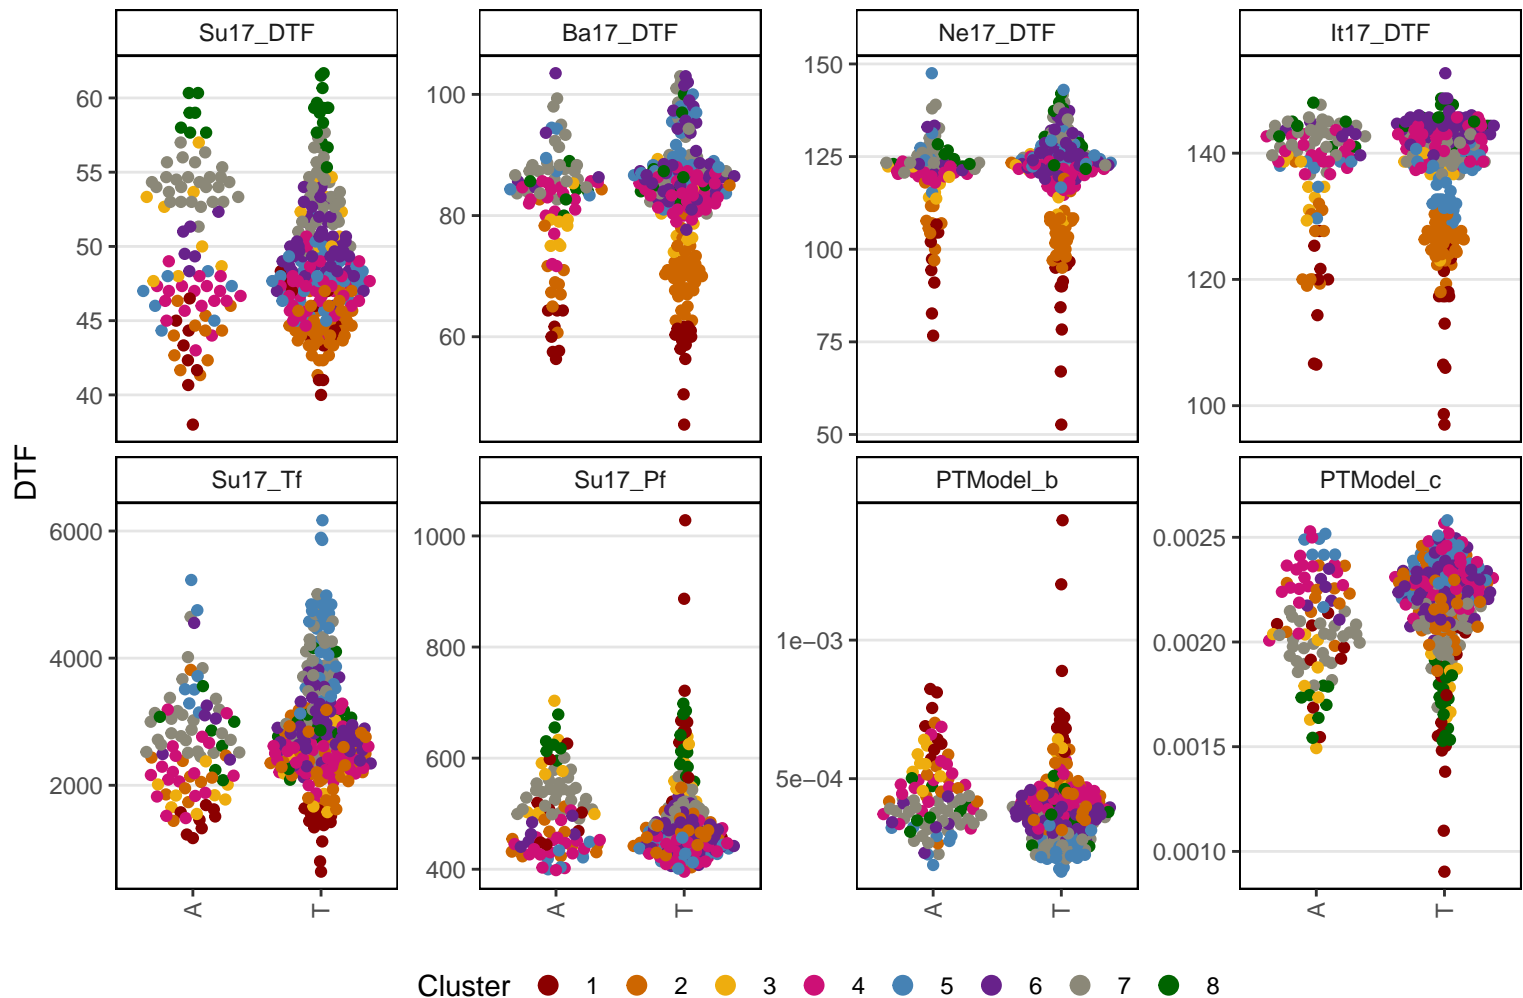 Su17_DTF
Ba17_DTF
Ne17_DTF
It17_DTF
60
55
50
45
40
100
80
60
150
125
100
75
50
140
120
100
DTF
Su17_Tf
Su17_Pf
PTModel_b
PTModel_c
6000
4000
2000
1000
800
600
400
1e−03
5e−04
0.0025
0.0020
0.0015
0.0010
A
T
A
T
A
T
A
T
Cluster 1 2 3 4 5 6 7 8